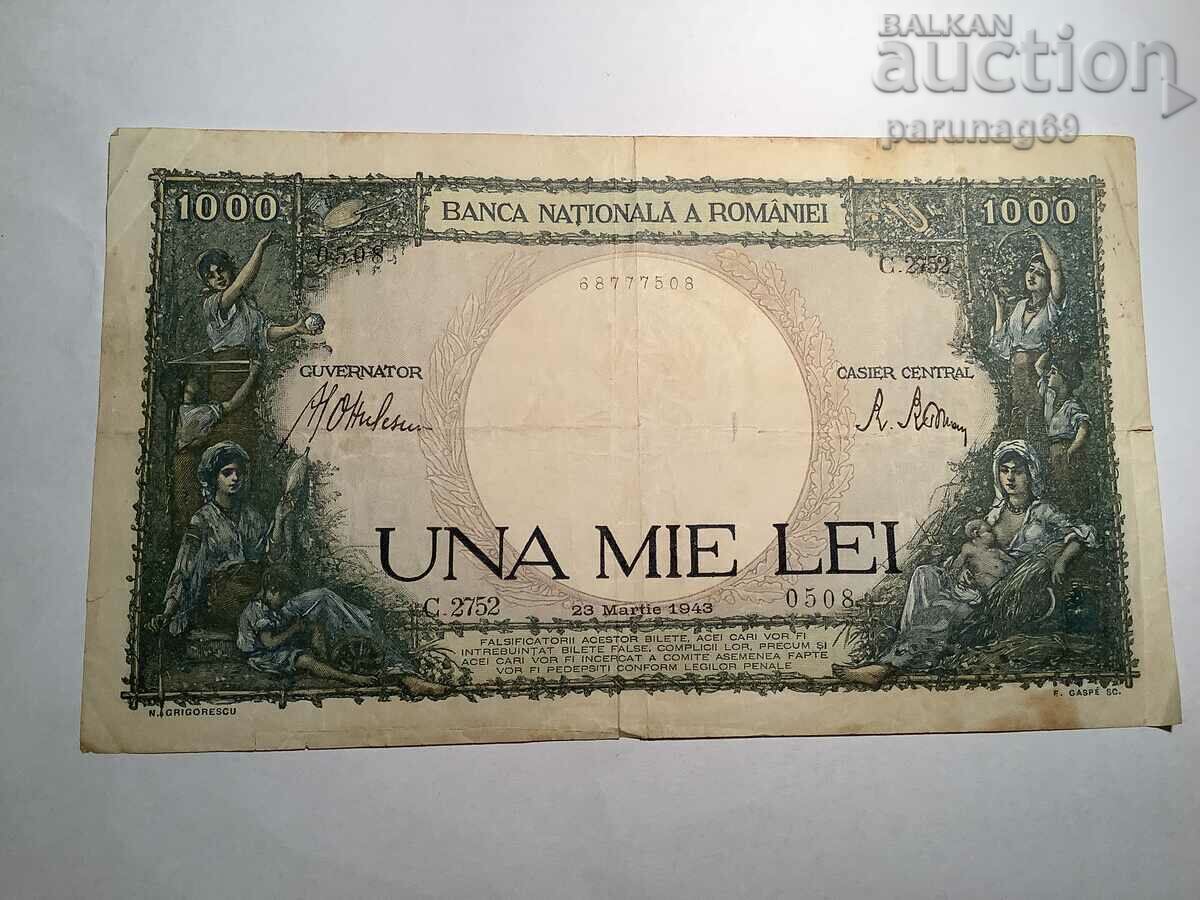 BALKAN
auction
parunag69
1000
BANCA NAȚIONALĂ A ROMÂNIEI
1000
0508
C.2752
68777508
GUVERNATOR
CASIER CENTRAL
UNA MIE LEI
C.2752
23 Martie 1943
0508
FALSIFICATORII ACESTOR BILETE, ACEI CARI VOR FI
INTREBUINȚAT BILETE FALSE, COMPLICII LOR, PRECUM ȘI
ACEI CARI VOR FI INCERCAT A COMITE ASEMENEA FAPTE
VOR FI PEDEPSIȚI CONFORM LEGILOR PENALE
N. GRIGORESCU
E. GASPÉ SC.